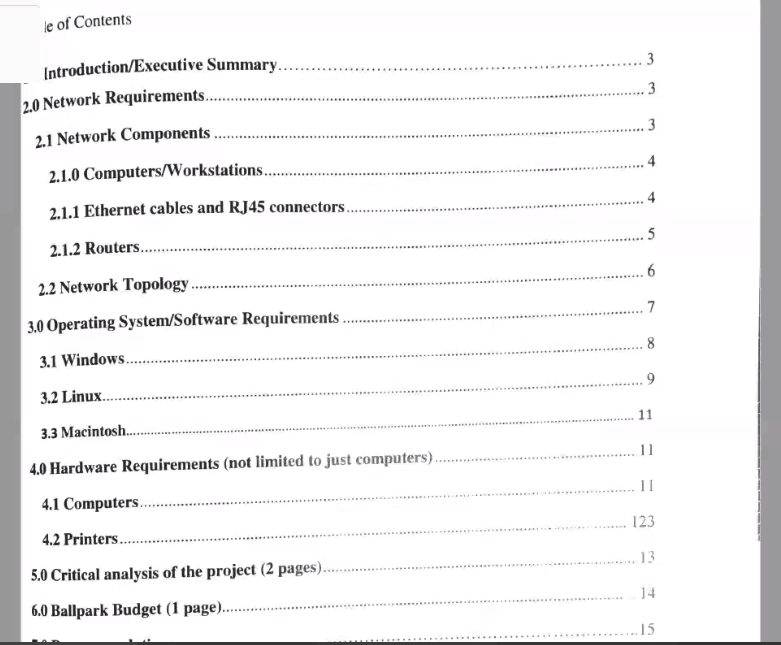 le of Contents
Introduction/Executive Summary 3
2.0 Network Requirements 3
2.1 Network Components 3
2.1.0 Computers/Workstations 4
2.1.1 Ethernet cables and RJ45 connectors 4
2.1.2 Routers 5
2.2 Network Topology 6
3.0 Operating System/Software Requirements 7
3.1 Windows 8
3.2 Linux 9
3.3 Macintosh 11
4.0 Hardware Requirements (not limited to just computers) 11
4.1 Computers 11
4.2 Printers 123
5.0 Critical analysis of the project (2 pages) 13
6.0 Ballpark Budget (1 page) 14
15